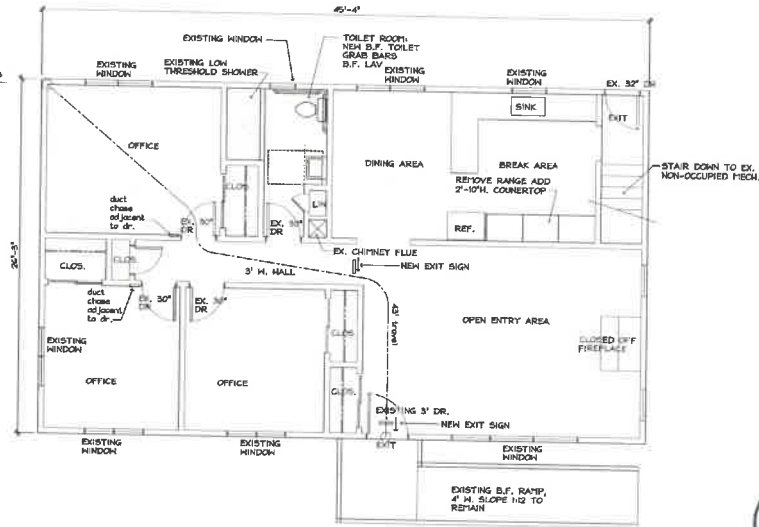 45'-4"
EXISTING WINDOW
TOILET ROOM:
NEW B.F. TOILET
GRAB BARS
B.F. LAV
EXISTING
WINDOW
EXISTING LOW
THRESHOLD SHOWER
EXISTING
WINDOW
EXISTING
WINDOW
EX. 32" DR
SINK
EXIT
OFFICE
DINING AREA
BREAK AREA
STAIR DOWN TO EX.
NON-OCCUPIED MECH.
REMOVE RANGE ADD
2'-10"H. COUNTERTOP
CLOS.
LIN
duct
chase
adjacent
to dr.
EX.
DR
30"
EX.
DR
30"
REF.
EX. CHIMNEY FLUE
26'-3"
CLOS.
CLOS.
3' W. HALL
NEW EXIT SIGN
duct
chase
adjacent
to dr.
EX.
DR
30"
EX.
DR
30"
43' travel
OPEN ENTRY AREA
EXISTING
WINDOW
CLOS.
CLOSED OFF
FIREPLACE
OFFICE
OFFICE
CLOS.
EXISTING 3' DR.
NEW EXIT SIGN
EXIT
EXISTING
WINDOW
EXISTING
WINDOW
EXISTING
WINDOW
EXISTING B.F. RAMP,
4' W. SLOPE 1:12 TO
REMAIN